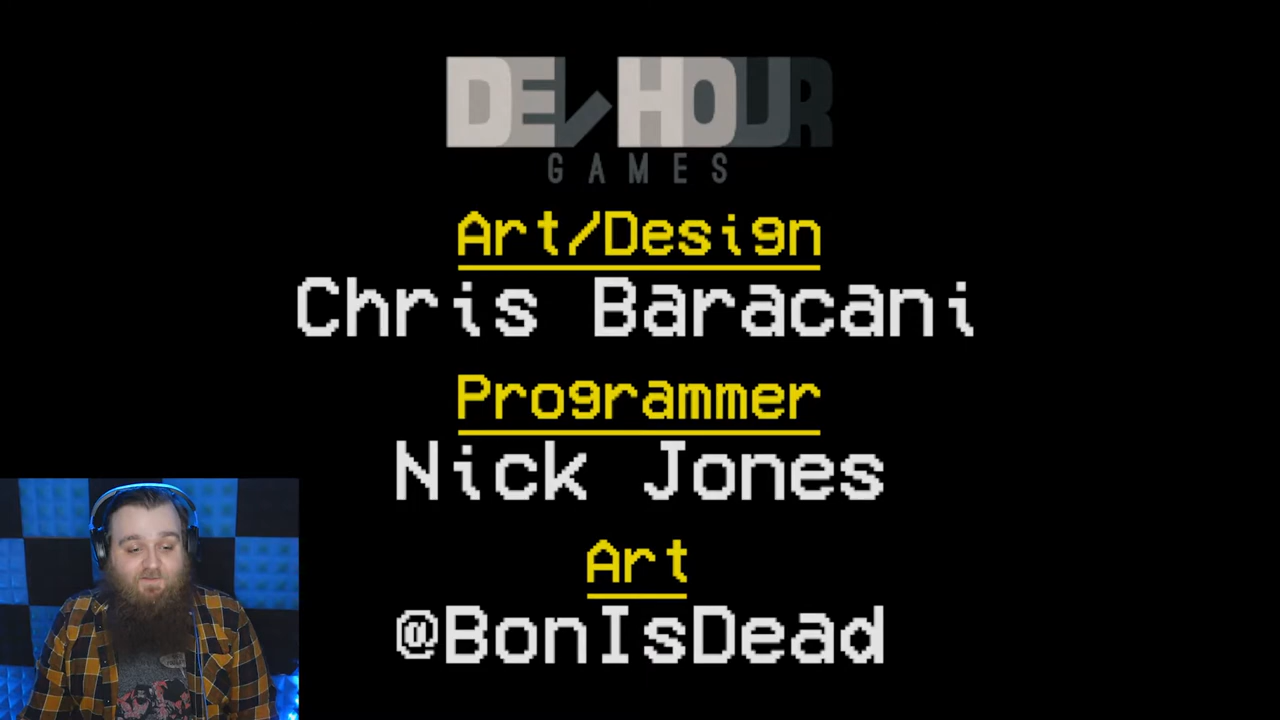 DEVHOUR
GAMES
Art/Design
Chris Baracani
Programmer
Nick Jones
Art
@BonIsDead